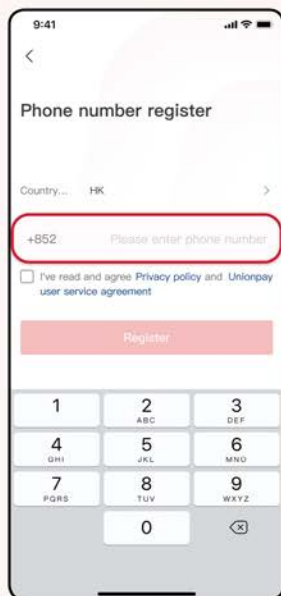 9:41
Phone number register
Country... HK
+852 Please enter phone number
I've read and agree Privacy policy and Unionpay
user service agreement
Register
1 2 3
ABC DEF
4 5 6
GHI JKL MNO
7 8 9
PQRS TUV WXYZ
0